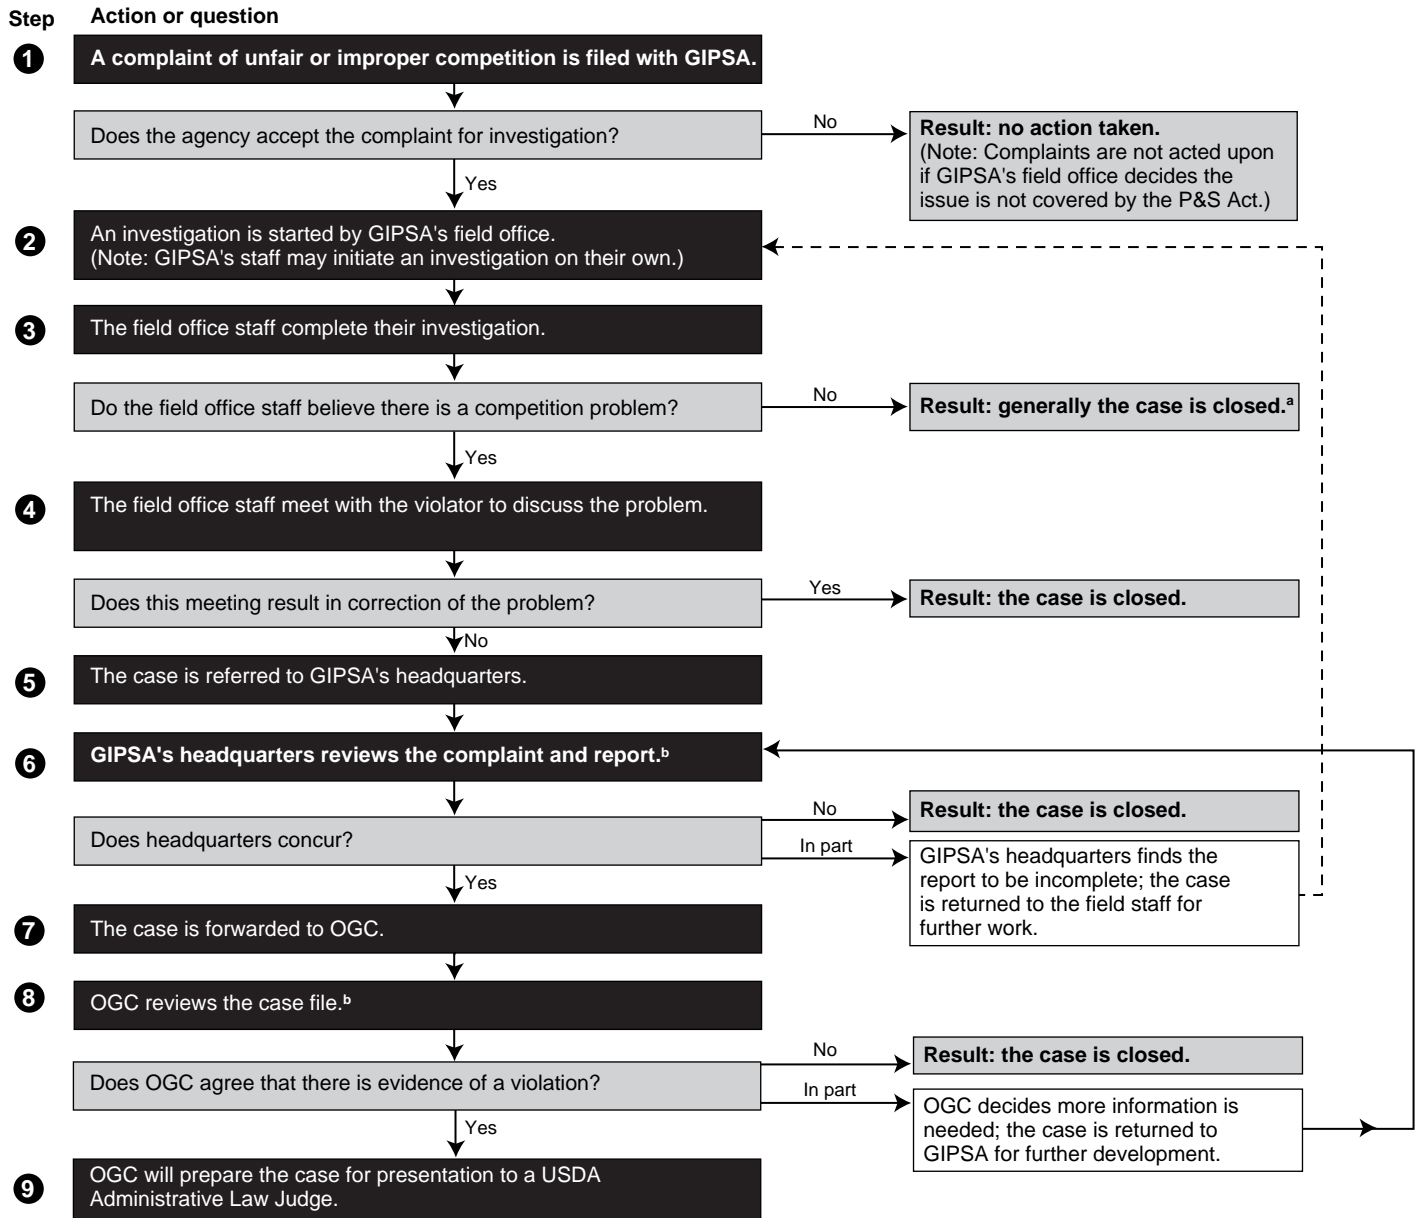 Step Action or question
1 A complaint of unfair or improper competition is filed with GIPSA.
Does the agency accept the complaint for investigation?
No
Result: no action taken.
(Note: Complaints are not acted upon
if GIPSA's field office decides the
issue is not covered by the P&S Act.)
Yes
2 An investigation is started by GIPSA's field office.
(Note: GIPSA's staff may initiate an investigation on their own.)
3 The field office staff complete their investigation.
Do the field office staff believe there is a competition problem?
No
Result: generally the case is closed.a
Yes
4 The field office staff meet with the violator to discuss the problem.
Does this meeting result in correction of the problem?
Yes
Result: the case is closed.
No
5 The case is referred to GIPSA's headquarters.
6 GIPSA's headquarters reviews the complaint and report.b
Does headquarters concur?
No
Result: the case is closed.
In part
GIPSA's headquarters finds the
report to be incomplete; the case
is returned to the field staff for
further work.
Yes
7 The case is forwarded to OGC.
8 OGC reviews the case file.b
Does OGC agree that there is evidence of a violation?
No
Result: the case is closed.
In part
OGC decides more information is
needed; the case is returned to
GIPSA for further development.
Yes
9 OGC will prepare the case for presentation to a USDA
Administrative Law Judge.